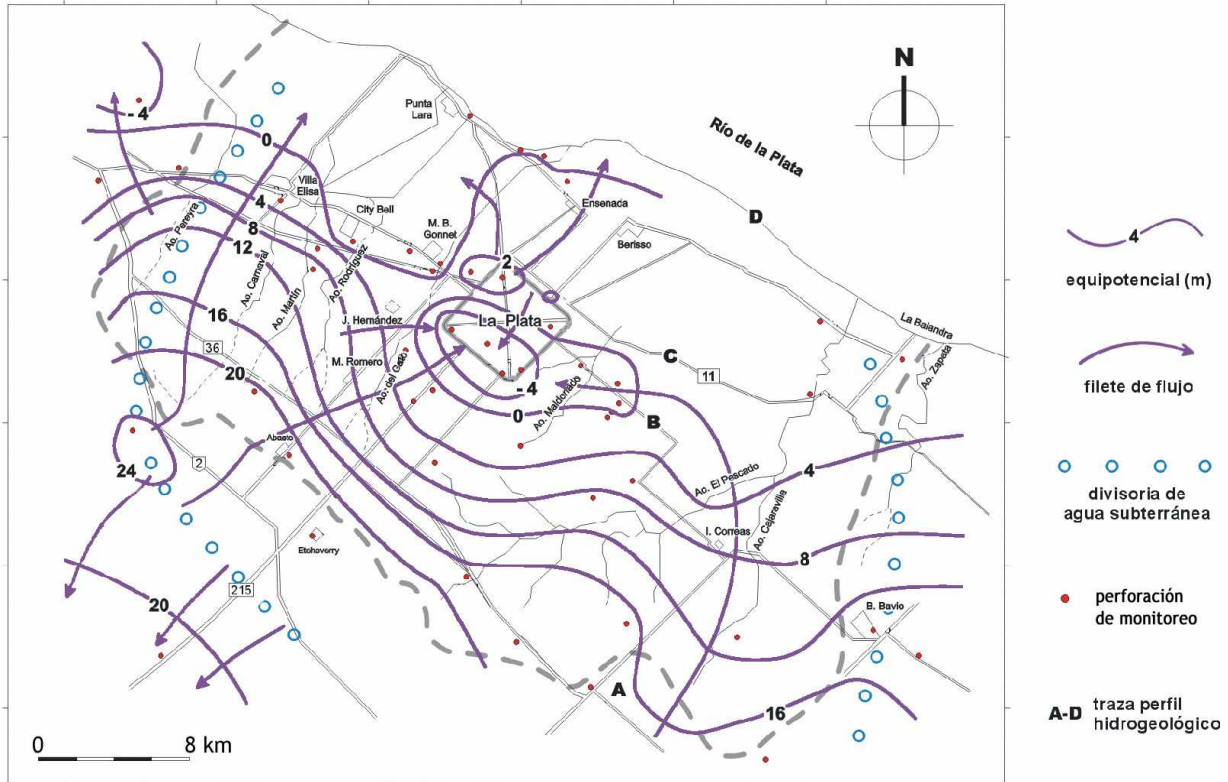 N
Río de la Plata
Punta
Lara
- 4
0
Villa
Elisa
4
City Bell
8
12
M. B.
Gonnet
Ensenada
D
Berisso
Ao. Pereyra
Ao. Carnaval
Ao. Martín
Ao. Rodríguez
2
16
J. Hernández
La Plata
La Balandra
36
M. Romero
Ao. del Gato
C
11
Ao. Zapata
20
- 4
0
Ao. Maldonado
B
Abasto
24
2
Ao. El Pescado
4
Ao. Cajaravilla
I. Correas
8
Etcheverry
215
20
B. Bavio
A
16
0
8 km
4
equipotencial (m)
filete de flujo
divisoria de
agua subterránea
perforación
de monitoreo
A-D
traza perfil
hidrogeológico